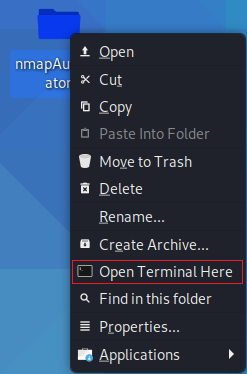 nmapAu
ator
Open
Cut
Copy
Paste Into Folder
Move to Trash
Delete
Rename...
Create Archive...
Open Terminal Here
Find in this folder
Properties...
Applications